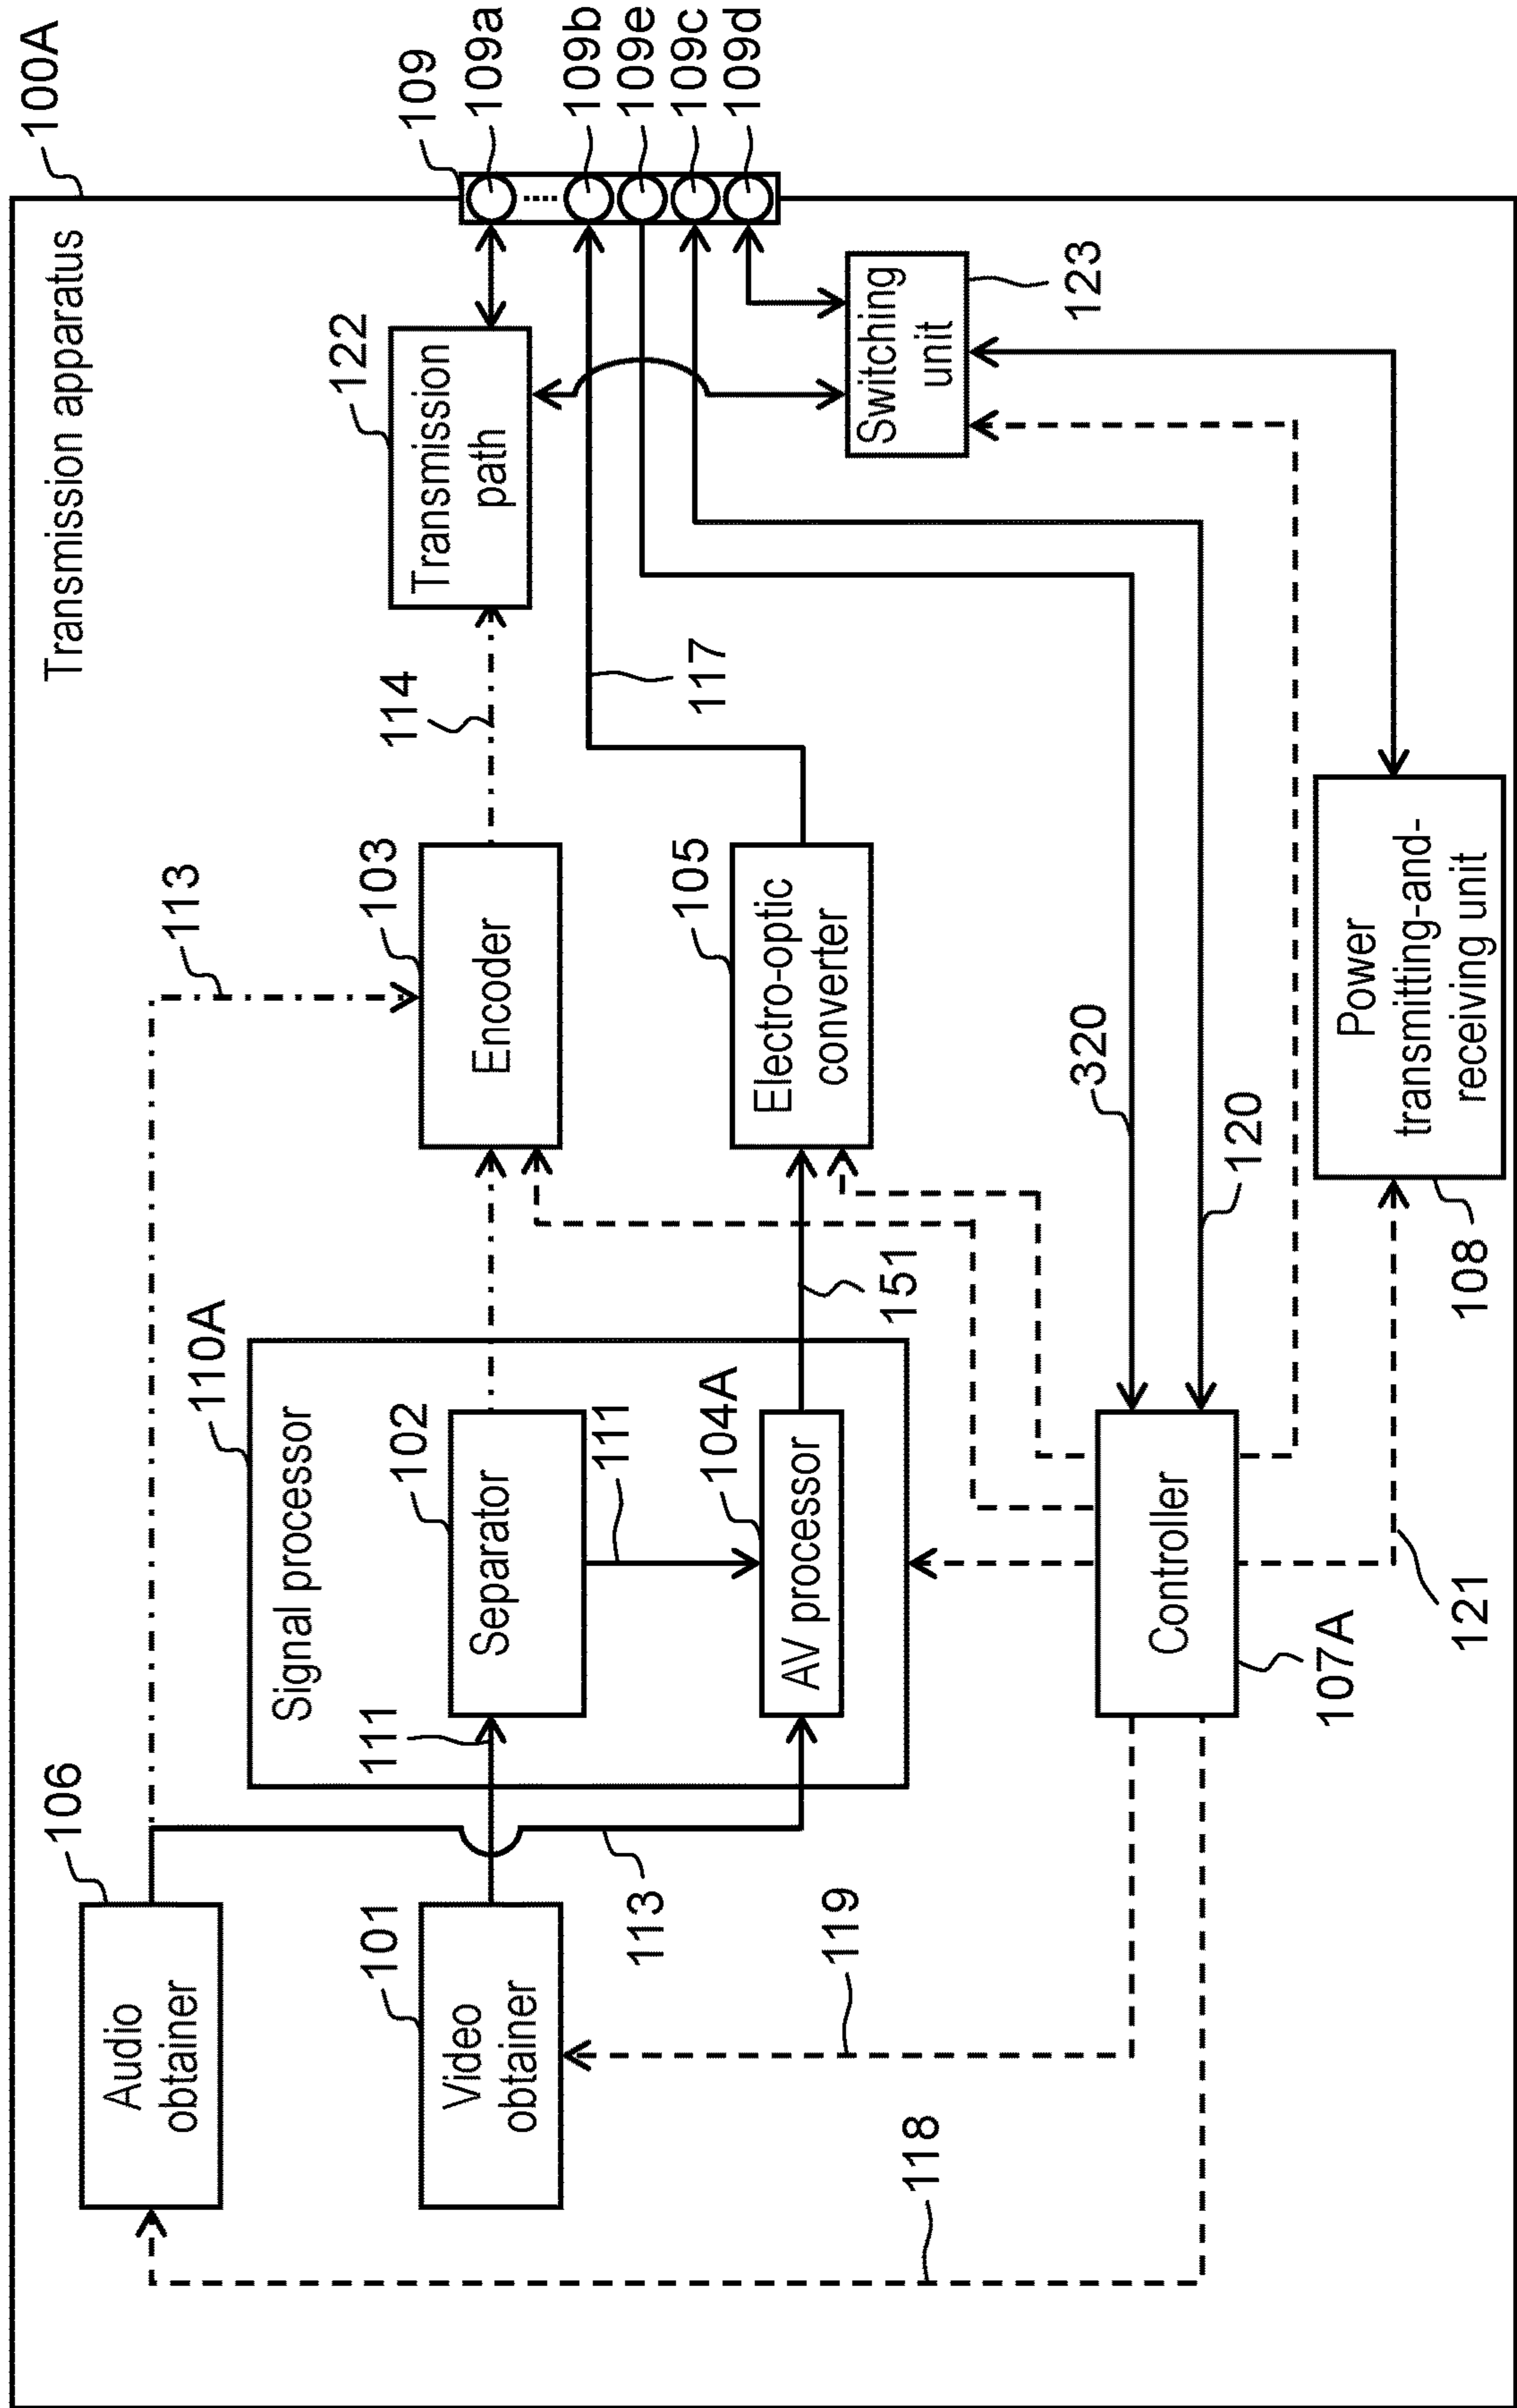 100A
Transmission apparatus
106
Audio
obtainer
113
110A
Signal processor
101
Video
obtainer
111
102
Separator
111
103
Encoder
114
122
Transmission
path
109
109a
109b
109e
109c
109d
113
104A
AV processor
151
105
Electro-optic
converter
117
Switching
unit
123
118
119
Controller
107A
320
120
121
Power
transmitting-and-
receiving unit
108